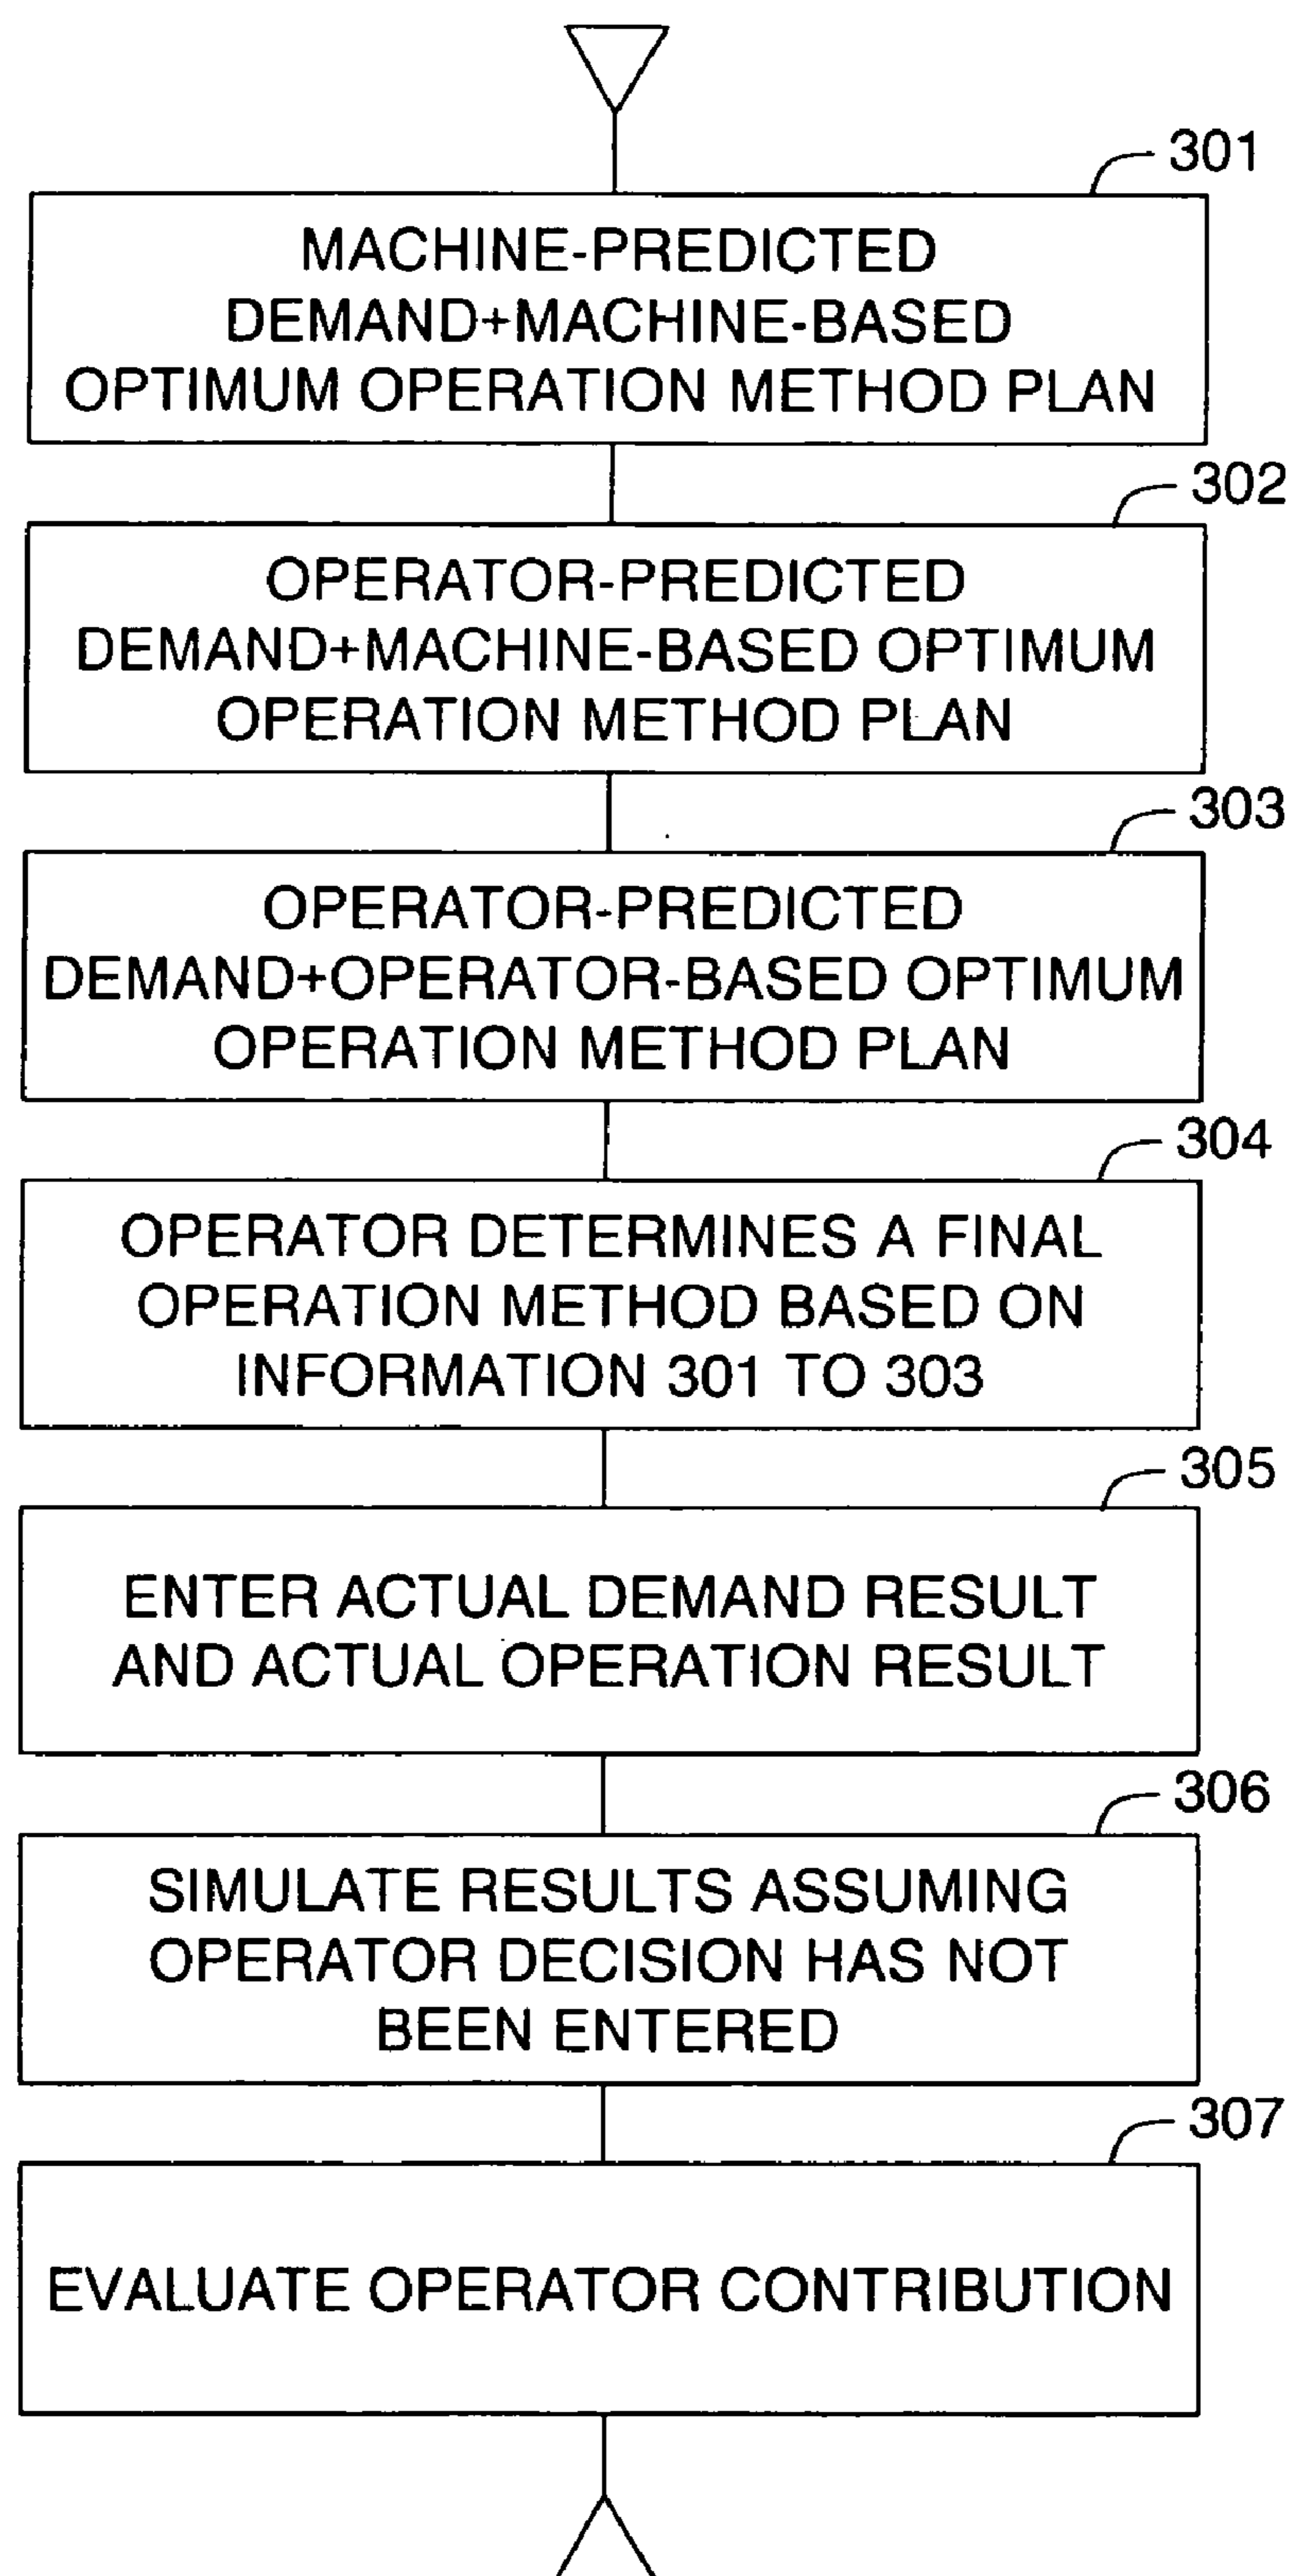 301
MACHINE-PREDICTED
DEMAND+MACHINE-BASED
OPTIMUM OPERATION METHOD PLAN
302
OPERATOR-PREDICTED
DEMAND+MACHINE-BASED OPTIMUM
OPERATION METHOD PLAN
303
OPERATOR-PREDICTED
DEMAND+OPERATOR-BASED OPTIMUM
OPERATION METHOD PLAN
304
OPERATOR DETERMINES A FINAL
OPERATION METHOD BASED ON
INFORMATION 301 TO 303
305
ENTER ACTUAL DEMAND RESULT
AND ACTUAL OPERATION RESULT
306
SIMULATE RESULTS ASSUMING
OPERATOR DECISION HAS NOT
BEEN ENTERED
307
EVALUATE OPERATOR CONTRIBUTION